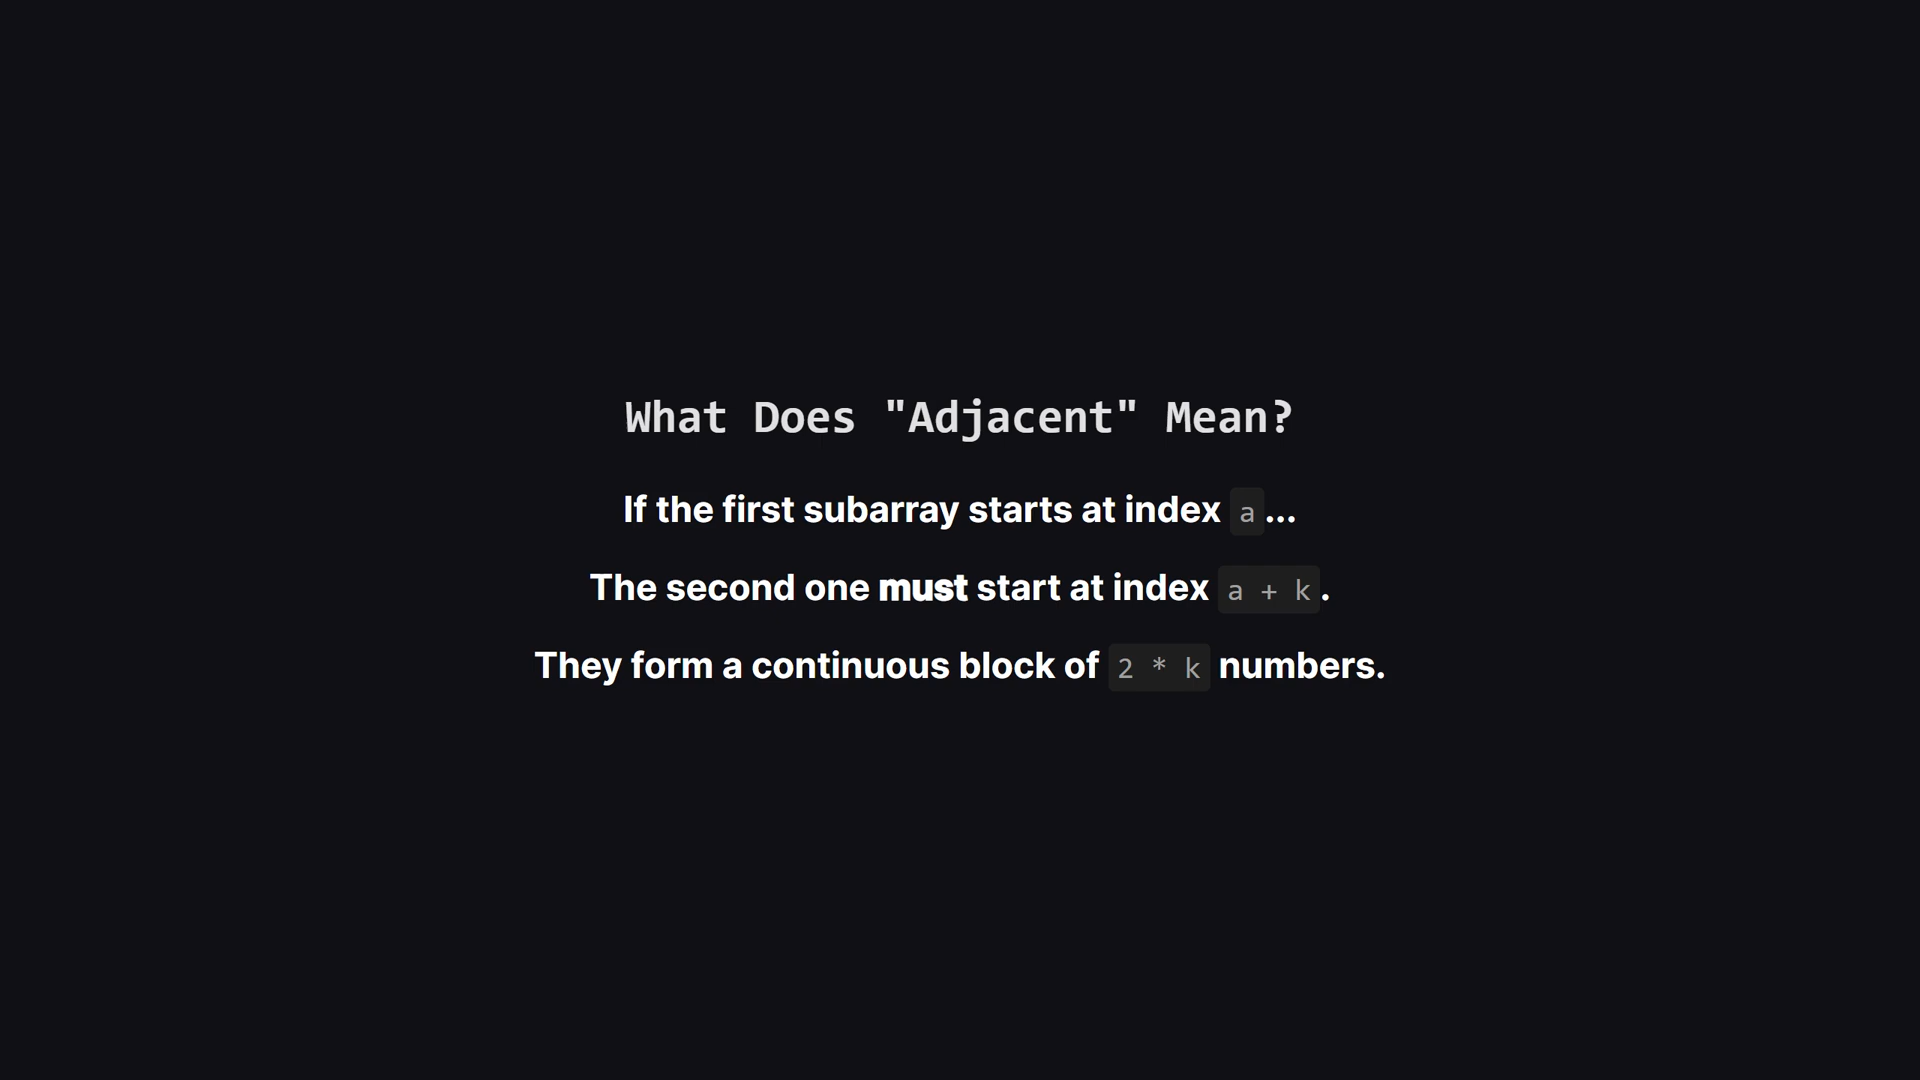 What Does "Adjacent" Mean?
If the first subarray starts at index a...
The second one must start at index a + k.
They form a continuous block of 2 * k numbers.